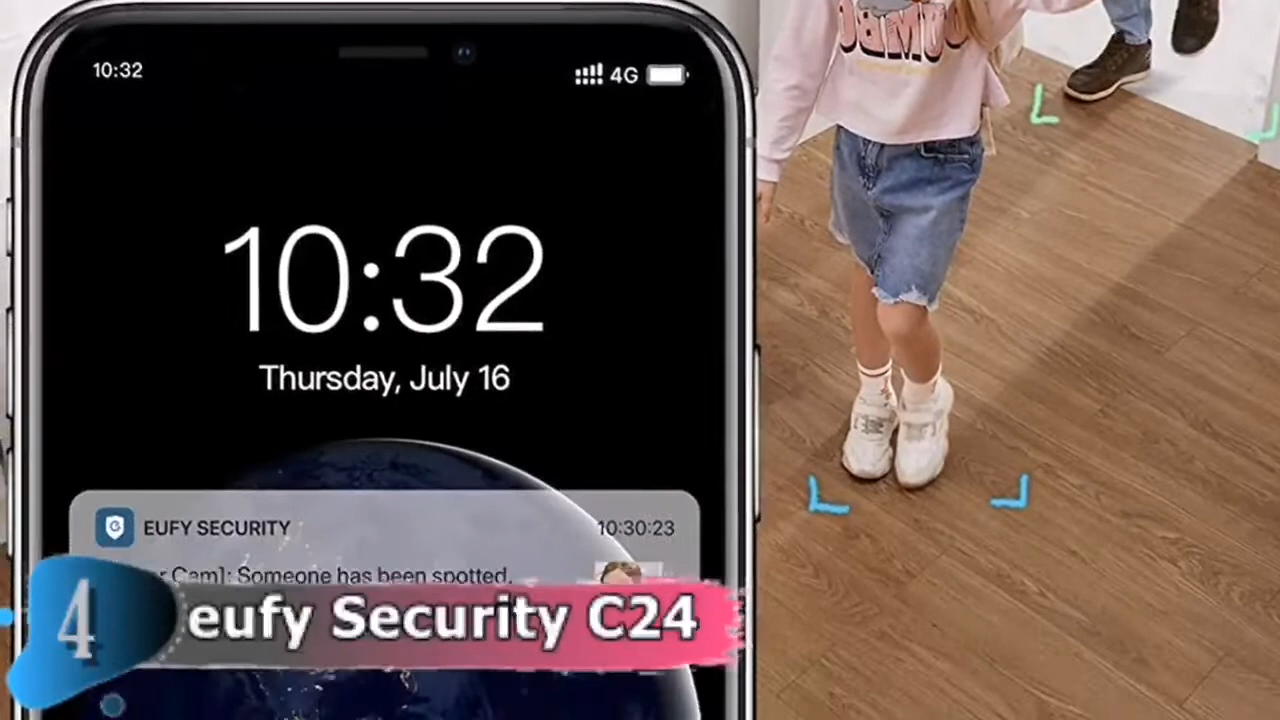 10:32
4G
10:32
Thursday, July 16
EUFY SECURITY
10:30:23
Cam]: Someone has been spotted.
4
eufy Security C24